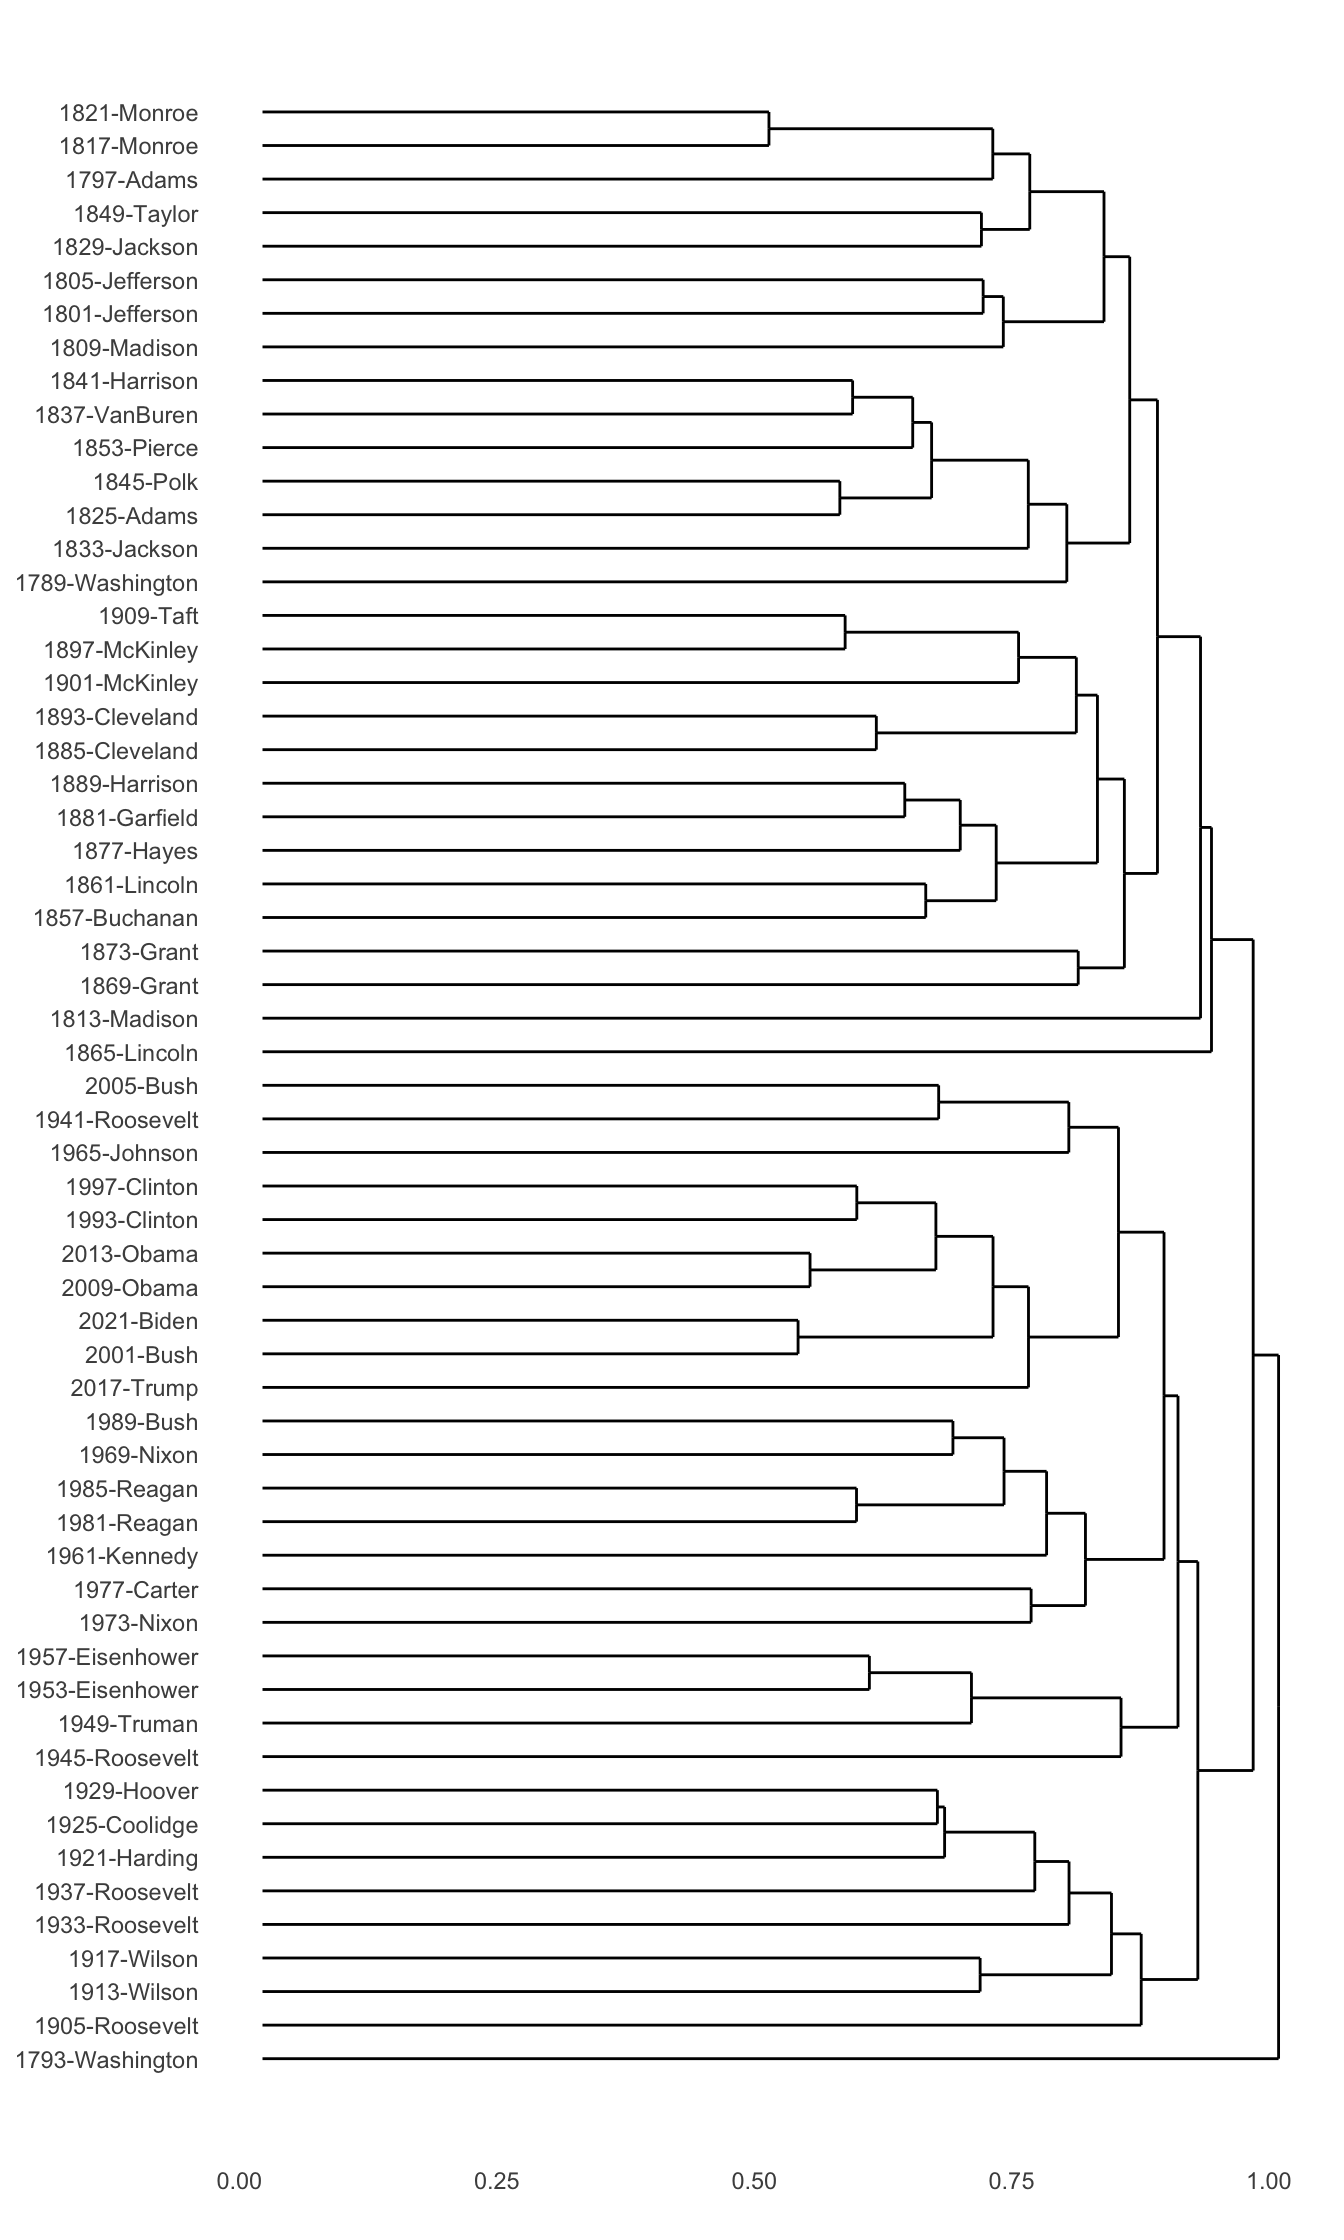 1821-Monroe
1817-Monroe
1797-Adams
1849-Taylor
1829-Jackson
1805-Jefferson
1801-Jefferson
1809-Madison
1841-Harrison
1837-VanBuren
1853-Pierce
1845-Polk
1825-Adams
1833-Jackson
1789-Washington
1909-Taft
1897-McKinley
1901-McKinley
1893-Cleveland
1885-Cleveland
1889-Harrison
1881-Garfield
1877-Hayes
1861-Lincoln
1857-Buchanan
1873-Grant
1869-Grant
1813-Madison
1865-Lincoln
2005-Bush
1941-Roosevelt
1965-Johnson
1997-Clinton
1993-Clinton
2013-Obama
2009-Obama
2021-Biden
2001-Bush
2017-Trump
1989-Bush
1969-Nixon
1985-Reagan
1981-Reagan
1961-Kennedy
1977-Carter
1973-Nixon
1957-Eisenhower
1953-Eisenhower
1949-Truman
1945-Roosevelt
1929-Hoover
1925-Coolidge
1921-Harding
1937-Roosevelt
1933-Roosevelt
1917-Wilson
1913-Wilson
1905-Roosevelt
1793-Washington
0.00 0.25 0.50 0.75 1.00